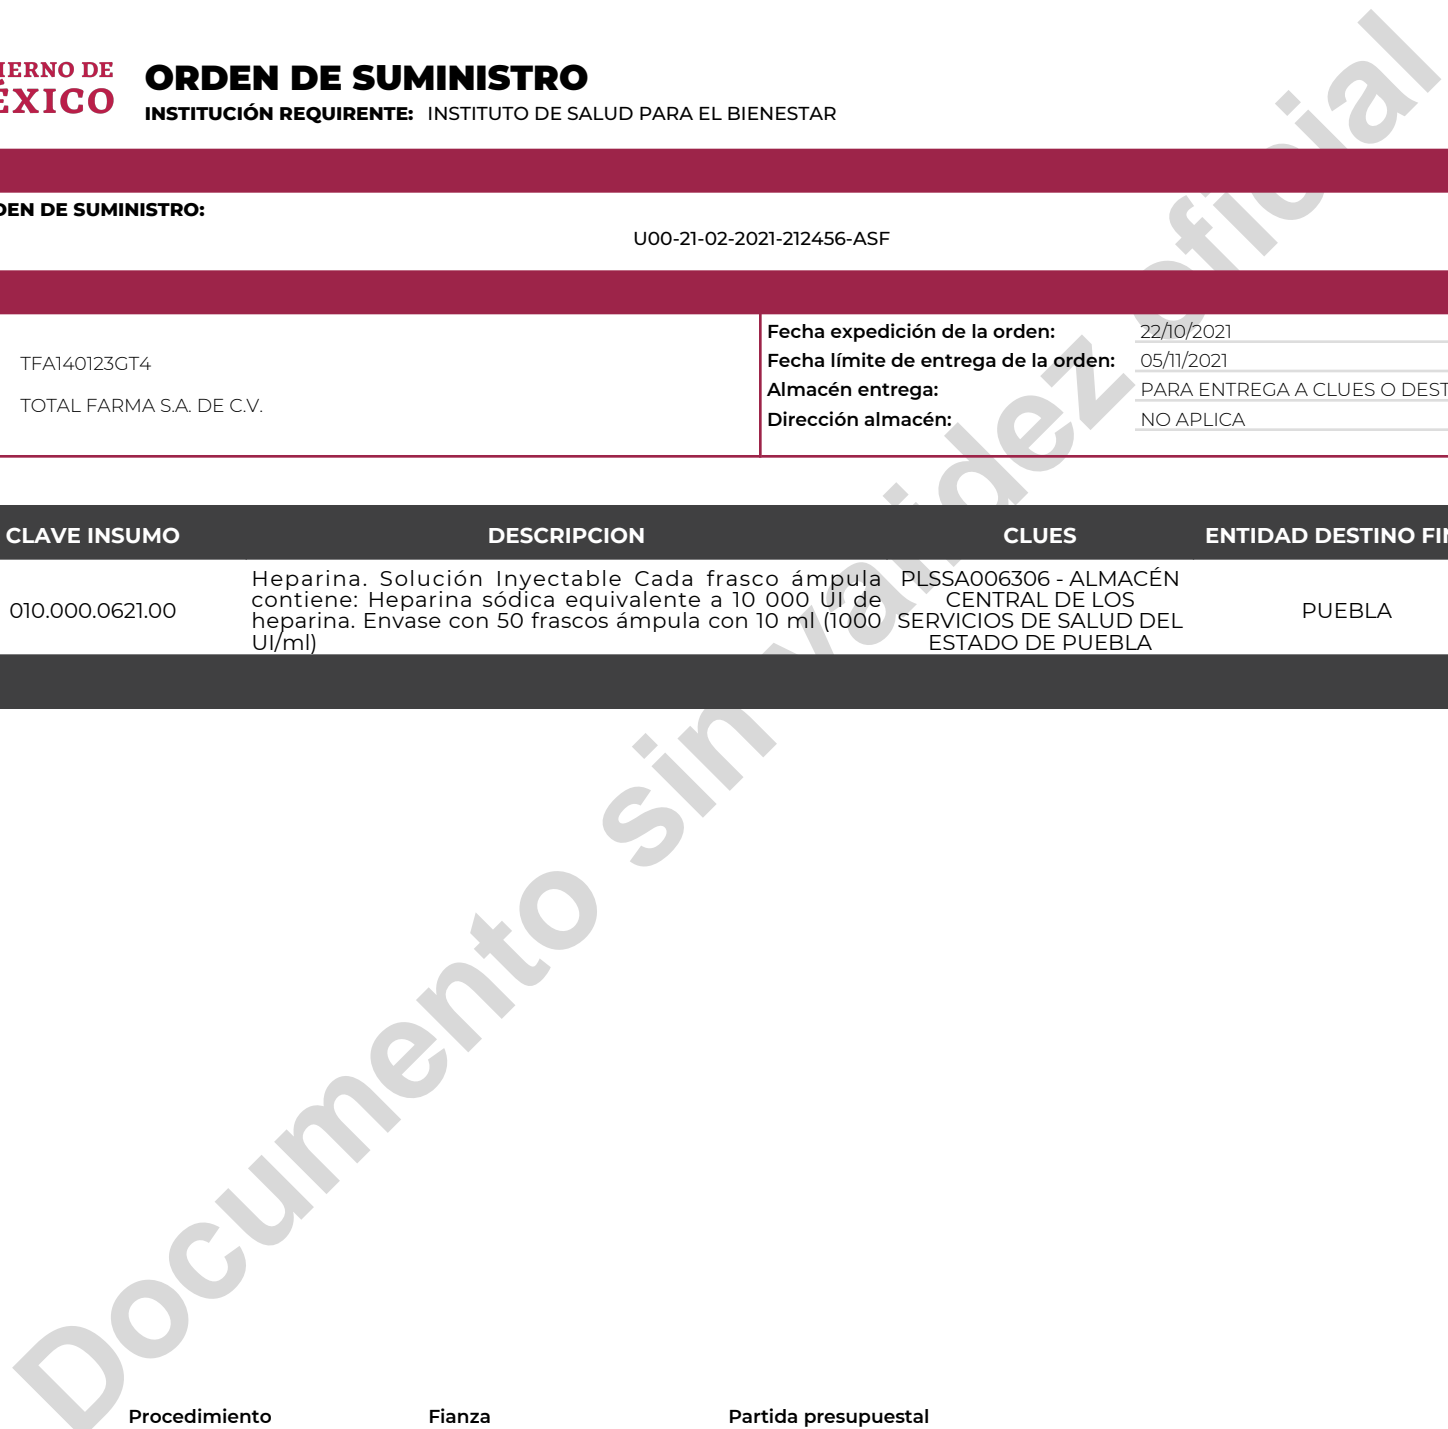 IERNO DE
ÉXICO
ORDEN DE SUMINISTRO
INSTITUCIÓN REQUIRENTE: INSTITUTO DE SALUD PARA EL BIENESTAR
DEN DE SUMINISTRO:
U00-21-02-2021-212456-ASF
TFA140123GT4
TOTAL FARMA S.A. DE C.V.
Fecha expedición de la orden: 22/10/2021
Fecha límite de entrega de la orden: 05/11/2021
Almacén entrega: PARA ENTREGA A CLUES O DEST
Dirección almacén: NO APLICA
CLAVE INSUMO DESCRIPCION CLUES ENTIDAD DESTINO FIN
010.000.0621.00
Heparina. Solución Inyectable Cada frasco ámpula
contiene: Heparina sódica equivalente a 10 000 UI de
heparina. Envase con 50 frascos ámpula con 10 ml (1000
UI/ml)
PLSSA006306 - ALMACÉN
CENTRAL DE LOS
SERVICIOS DE SALUD DEL
ESTADO DE PUEBLA
PUEBLA
Documento sin validez oficial
Procedimiento Fianza Partida presupuestal